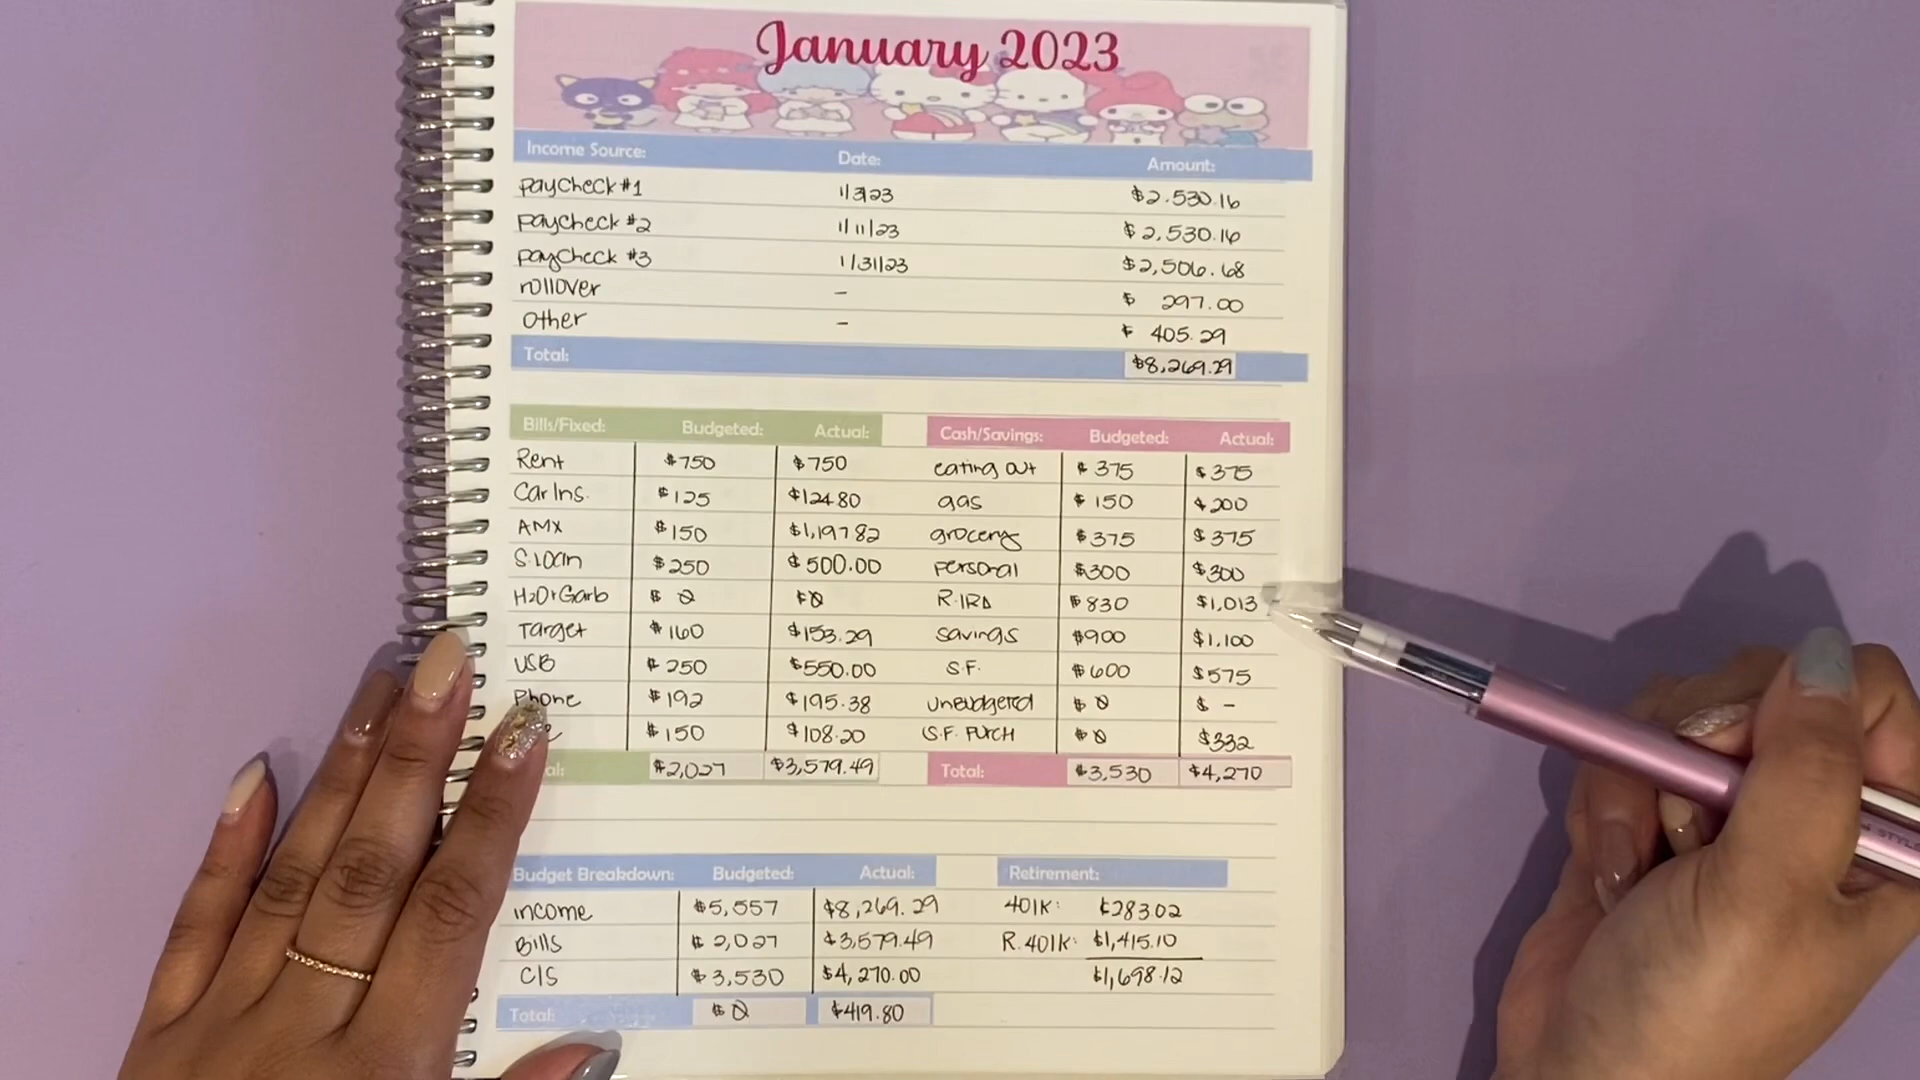 January 2023
Income Source: Date: Amount:
paycheck #1 1/3/23 $2,530.16
paycheck #2 1/11/23 $2,530.16
paycheck #3 1/31/23 $2,506.68
rollover - $ 297.00
other - $ 405.29
Total: $8,269.29
Bills/Fixed: Budgeted: Actual: Cash/Savings: Budgeted: Actual:
Rent $750 $750 eating out $375 $375
Car Ins. $125 $124.80 gas $150 $200
AMX $150 $1,197.82 grocery $375 $375
S.loan $250 $500.00 personal $300 $300
H2O+Garb $ 0 $0 R.IRA $830 $1,013
Target $160 $153.29 savings $900 $1,100
USB $250 $550.00 S.F. $600 $575
Phone $192 $195.38 unbudgeted $ 0 $ -
$150 $108.20 S.F. PURCH $0 $332
al: $2,027 $3,579.49 Total: $3,530 $4,270
Budget Breakdown: Budgeted: Actual: Retirement:
income $5,557 $8,269.29 401K: $283.02
Bills $2,027 $3,579.49 R.401K: $1,415.10
C/S $3,530 $4,270.00 $1,698.12
Total: $0 $419.80
STYLE